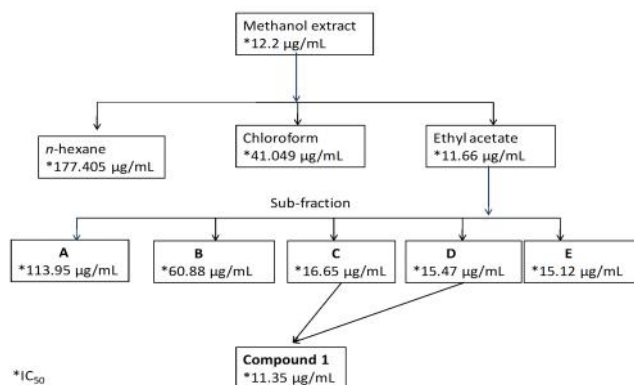 Methanol extract
*12.2 µg/mL
n-hexane
*177.405 µg/mL
Chloroform
*41.049 µg/mL
Ethyl acetate
*11.66 µg/mL
Sub-fraction
A
*113.95 µg/mL
B
*60.88 µg/mL
C
*16.65 µg/mL
D
*15.47 µg/mL
E
*15.12 µg/mL
Compound 1
*11.35 µg/mL
*IC50